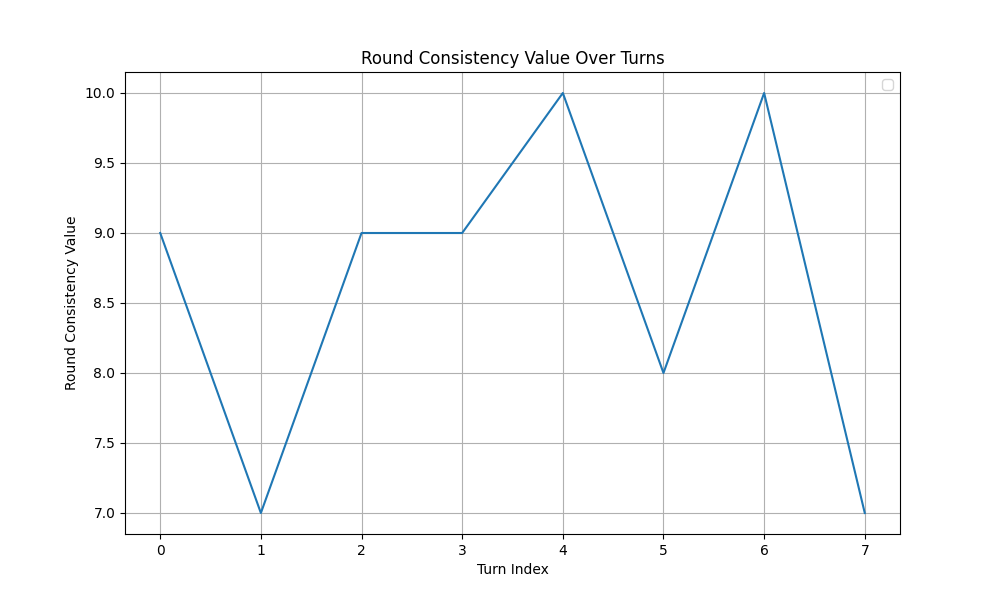 Round Consistency Value Over Turns
10.0
9.5
9.0
8.5
8.0
7.5
7.0
Round Consistency Value
0 1 2 3 4 5 6 7
Turn Index